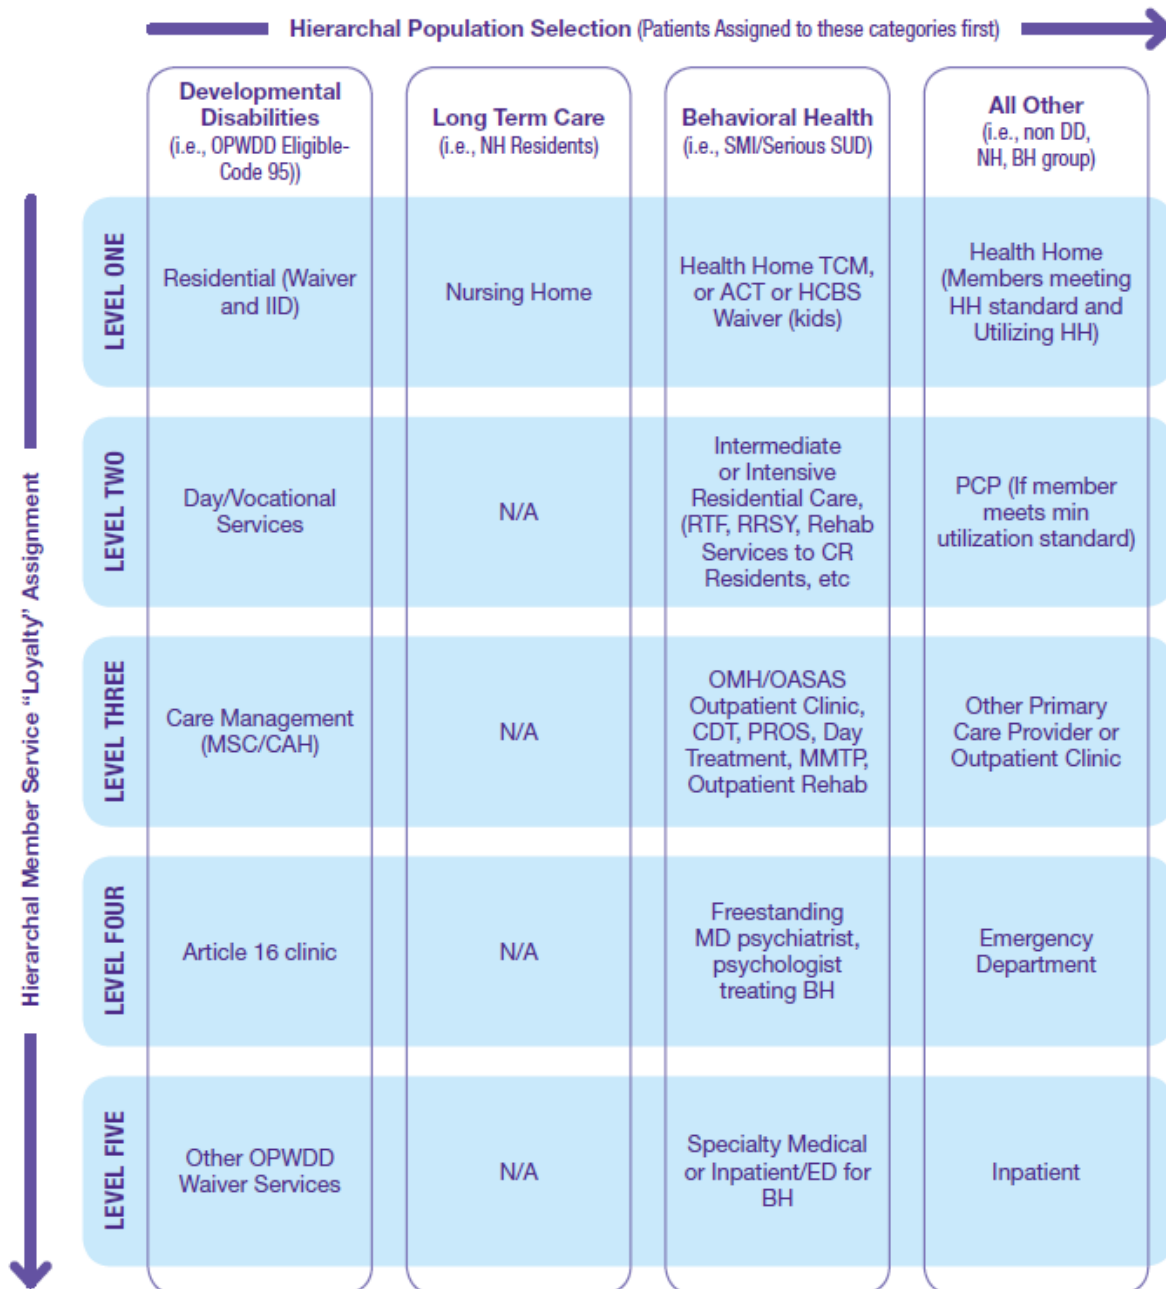 Hierarchal Population Selection (Patients Assigned to these categories first)
Developmental
Disabilities
(i.e., OPWDD Eligible-
Code 95))
Long Term Care
(i.e., NH Residents)
Behavioral Health
(i.e., SMI/Serious SUD)
All Other
(i.e., non DD,
NH, BH group)
Hierarchal Member Service “Loyalty” Assignment
LEVEL ONE
Residential (Waiver
and IID)
Nursing Home
Health Home TCM,
or ACT or HCBS
Waiver (kids)
Health Home
(Members meeting
HH standard and
Utilizing HH)
LEVEL TWO
Day/Vocational
Services
N/A
Intermediate
or Intensive
Residential Care,
(RTF, RRSY, Rehab
Services to CR
Residents, etc
PCP (If member
meets min
utilization standard)
LEVEL THREE
Care Management
(MSC/CAH)
N/A
OMH/OASAS
Outpatient Clinic,
CDT, PROS, Day
Treatment, MMTP,
Outpatient Rehab
Other Primary
Care Provider or
Outpatient Clinic
LEVEL FOUR
Article 16 clinic
N/A
Freestanding
MD psychiatrist,
psychologist
treating BH
Emergency
Department
LEVEL FIVE
Other OPWDD
Waiver Services
N/A
Specialty Medical
or Inpatient/ED for
BH
Inpatient